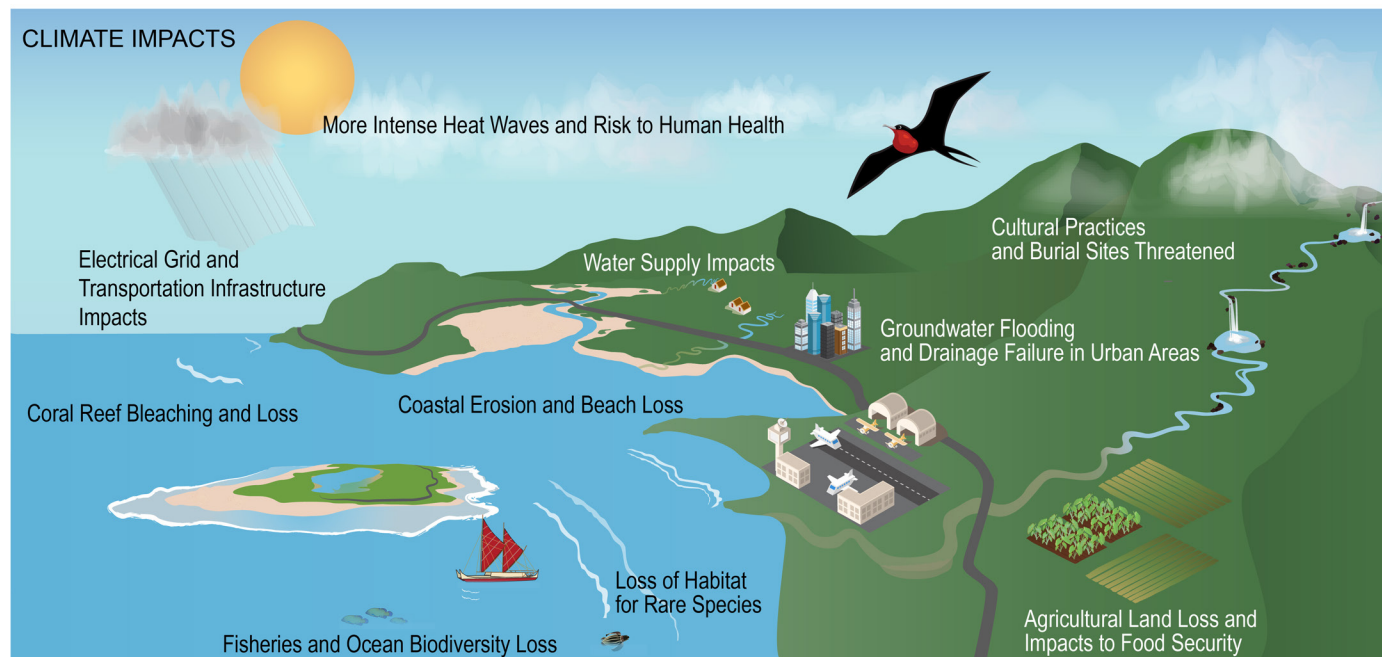 CLIMATE IMPACTS
More Intense Heat Waves and Risk to Human Health
Cultural Practices
and Burial Sites Threatened
Electrical Grid and
Transportation Infrastructure
Impacts
Water Supply Impacts
Groundwater Flooding
and Drainage Failure in Urban Areas
Coral Reef Bleaching and Loss
Coastal Erosion and Beach Loss
Loss of Habitat
for Rare Species
Fisheries and Ocean Biodiversity Loss
Agricultural Land Loss and
Impacts to Food Security